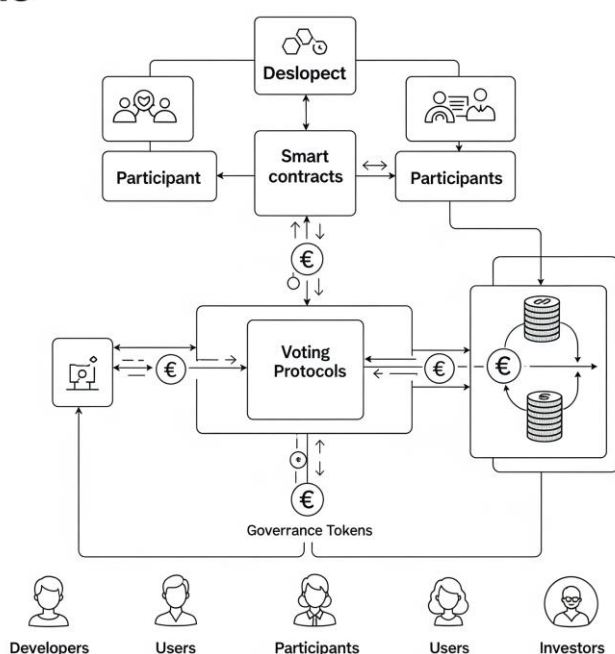 Deslopect
Participant
Smart
contracts
Participants
€
Voting
Protocols
€
€
€
€
€
Goverrance Tokens
Developers
Users
Participants
Users
Investors